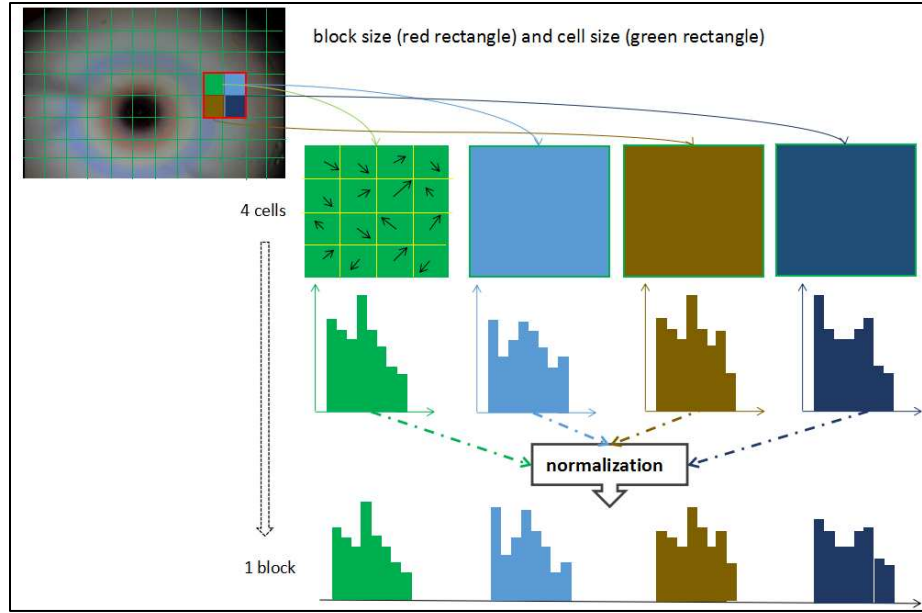 block size (red rectangle) and cell size (green rectangle)
4 cells
normalization
1 block